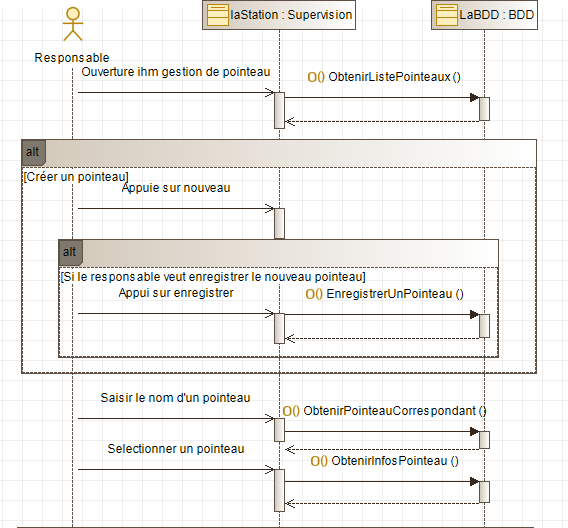 laStation : Supervision
LaBDD : BDD
Responsable
Ouverture ihm gestion de pointeau
O() ObtenirListePointeaux ()
alt
[Créer un pointeau]
Appuie sur nouveau
alt
[Si le responsable veut enregistrer le nouveau pointeau]
Appui sur enregistrer
O() EnregistrerUnPointeau ()
Saisir le nom d'un pointeau
O() ObtenirPointeauCorrespondant ()
Selectionner un pointeau
O() ObtenirInfosPointeau ()